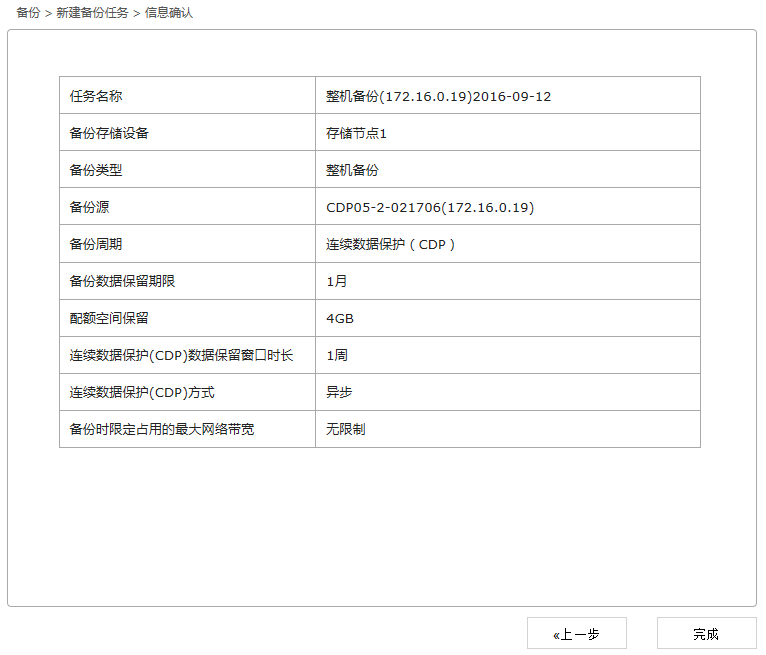 备份 > 新建备份任务 > 信息确认
任务名称 整机备份(172.16.0.19)2016-09-12
备份存储设备 存储节点1
备份类型 整机备份
备份源 CDP05-2-021706(172.16.0.19)
备份周期 连续数据保护 ( CDP )
备份数据保留期限 1月
配额空间保留 4GB
连续数据保护(CDP)数据保留窗口时长 1周
连续数据保护(CDP)方式 异步
备份时限定占用的最大网络带宽 无限制
«上一步 完成